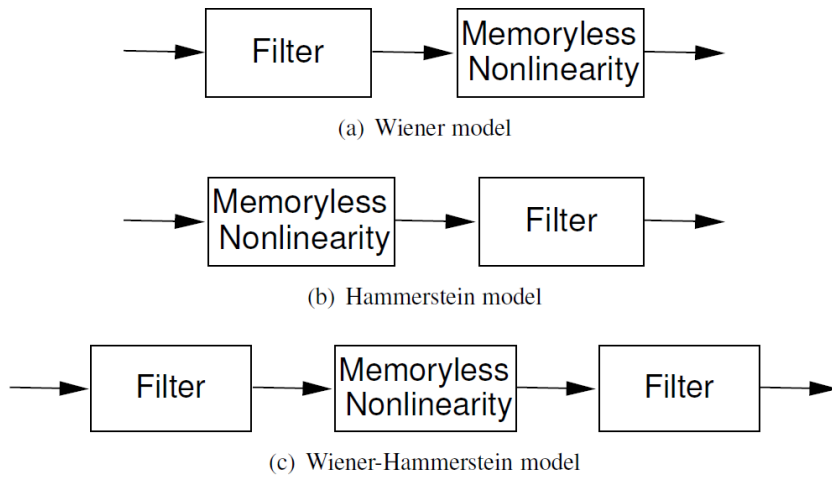 Filter
Memoryless
Nonlinearity
(a) Wiener model
Memoryless
Nonlinearity
Filter
(b) Hammerstein model
Filter
Memoryless
Nonlinearity
Filter
(c) Wiener-Hammerstein model